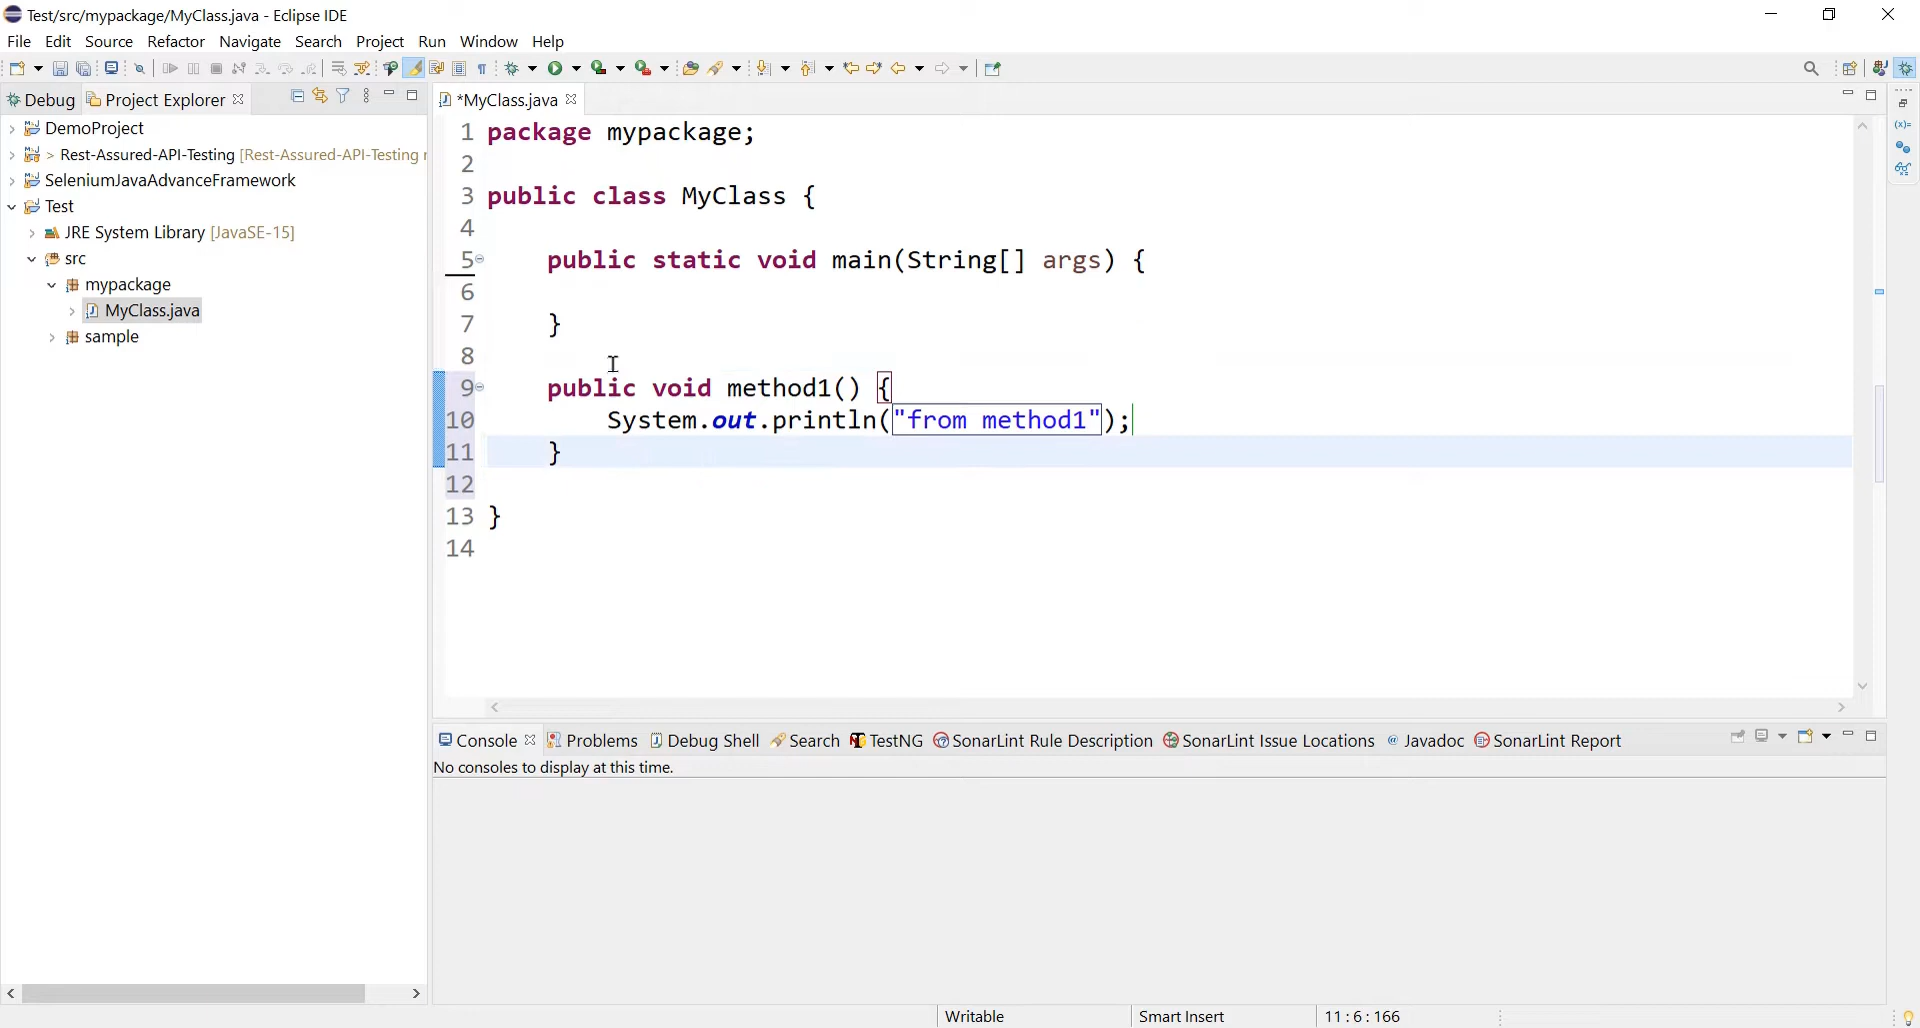 Test/src/mypackage/MyClass.java - Eclipse IDE
File Edit Source Refactor Navigate Search Project Run Window Help
Debug Project Explorer
*MyClass.java
DemoProject
> Rest-Assured-API-Testing [Rest-Assured-API-Testing
SeleniumJavaAdvanceFramework
Test
JRE System Library [JavaSE-15]
src
mypackage
MyClass.java
sample
1 package mypackage;
2
3 public class MyClass {
4
5 public static void main(String[] args) {
6
7 }
8
9 public void method1() {
10 System.out.println("from method1");
11 }
12
13 }
14
Console Problems Debug Shell Search TestNG SonarLint Rule Description SonarLint Issue Locations Javadoc SonarLint Report
No consoles to display at this time.
Writable Smart Insert 11 : 6 : 166